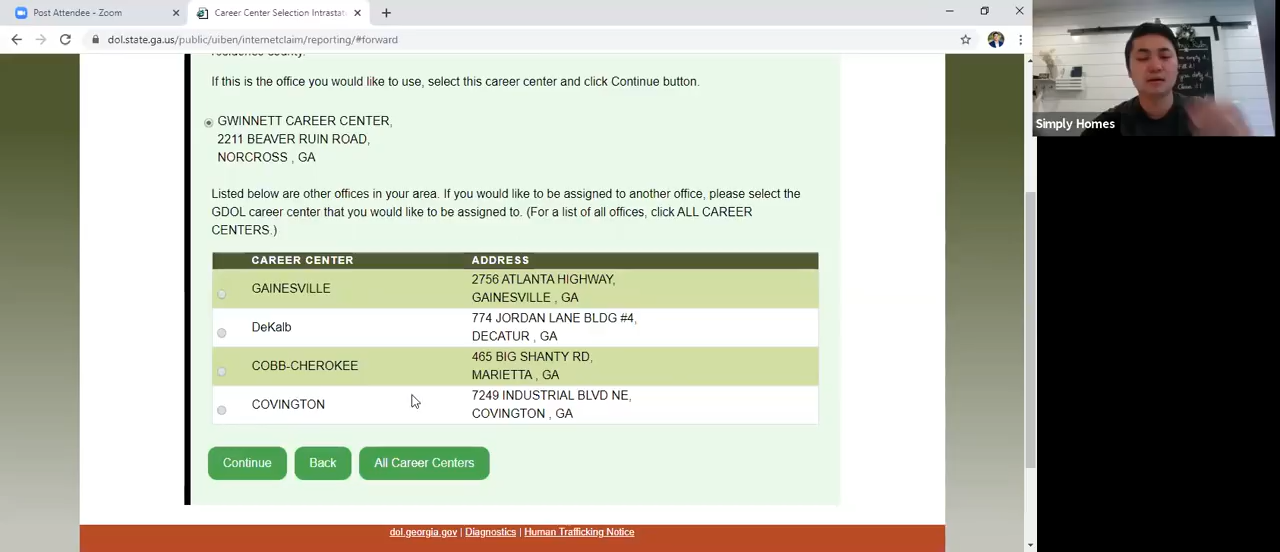 Post Attendee - Zoom
Career Center Selection Intrastat
dol.state.ga.us/public/uiben/internetclaim/reporting/#forward
residence county.
If this is the office you would like to use, select this career center and click Continue button.
GWINNETT CAREER CENTER,
2211 BEAVER RUIN ROAD,
NORCROSS , GA
Listed below are other offices in your area. If you would like to be assigned to another office, please select the
GDOL career center that you would like to be assigned to. (For a list of all offices, click ALL CAREER
CENTERS.)
CAREER CENTER ADDRESS
GAINESVILLE 2756 ATLANTA HIGHWAY,
GAINESVILLE , GA
DeKalb 774 JORDAN LANE BLDG #4,
DECATUR , GA
COBB-CHEROKEE 465 BIG SHANTY RD,
MARIETTA , GA
COVINGTON 7249 INDUSTRIAL BLVD NE,
COVINGTON , GA
Continue Back All Career Centers
dol.georgia.gov | Diagnostics | Human Trafficking Notice
Simply Homes